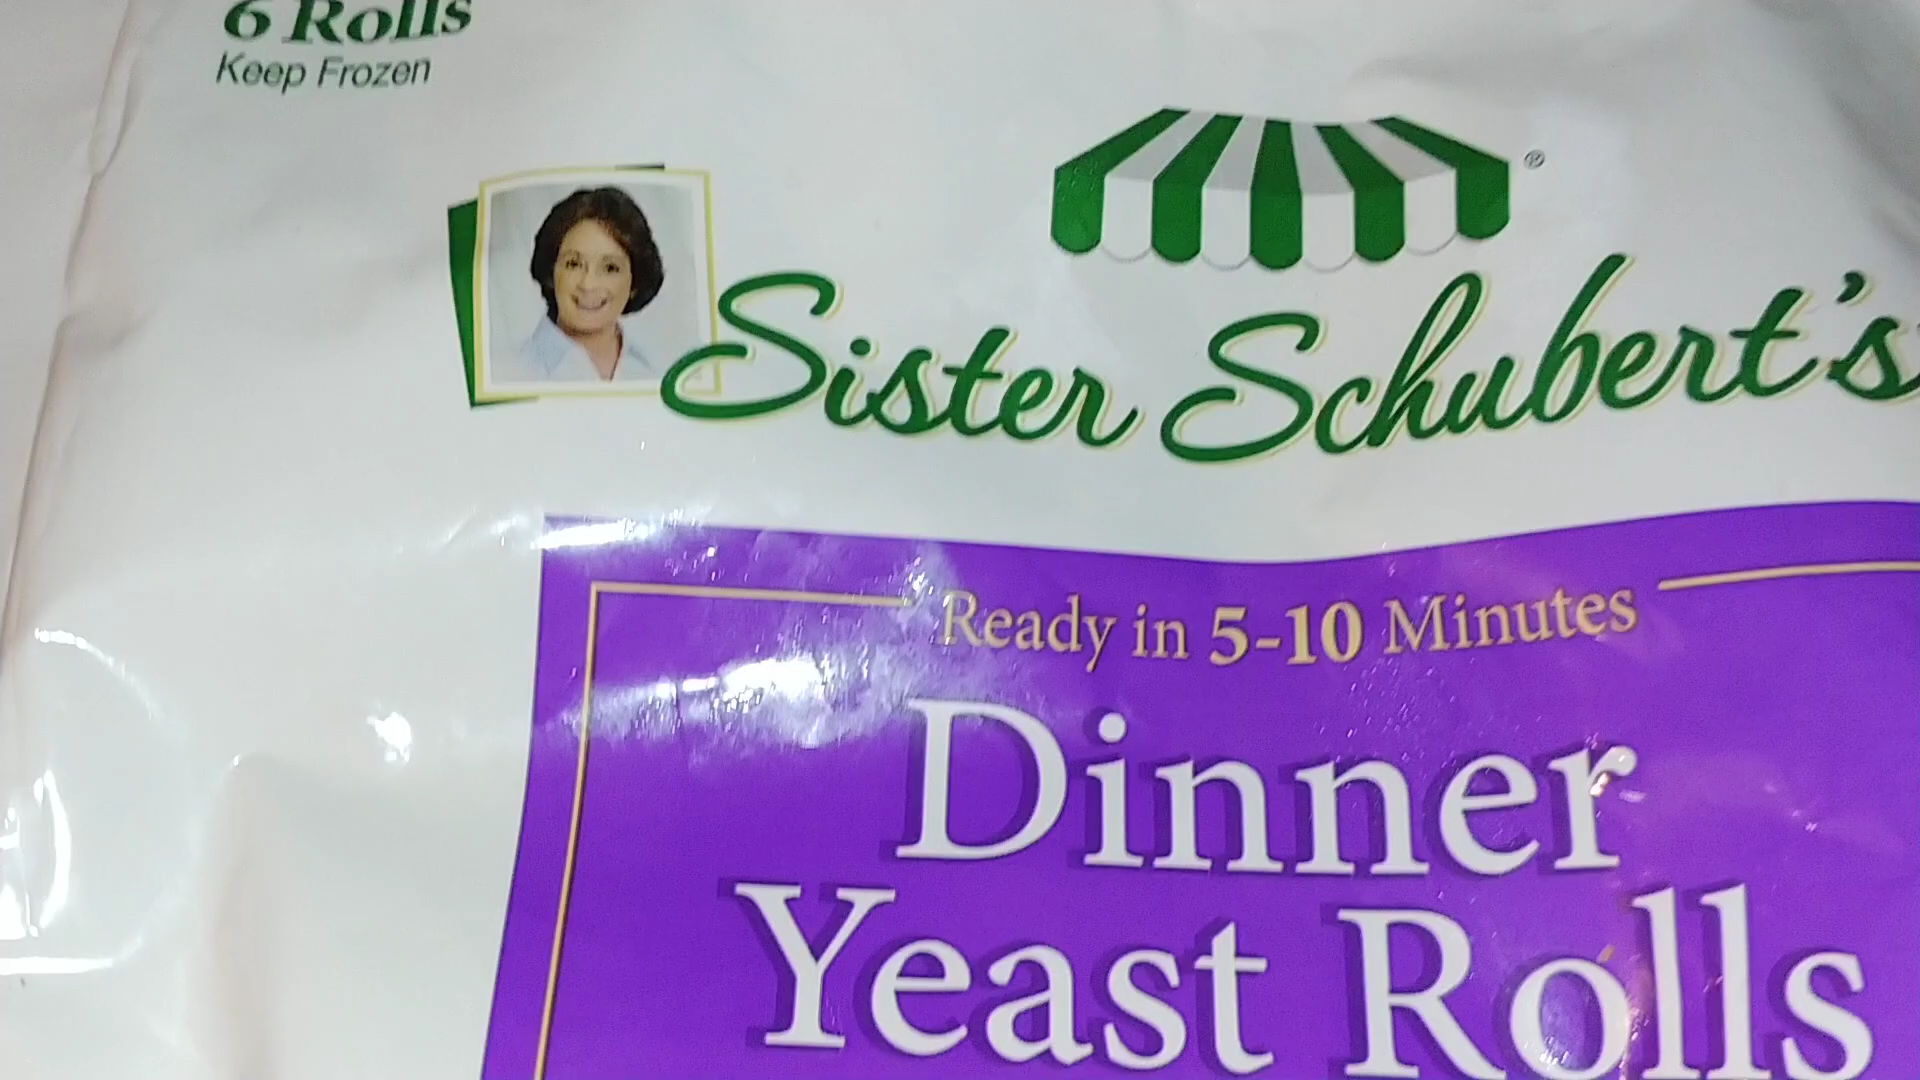 6 Rolls
Keep Frozen
®
Sister Schubert's
Ready in 5-10 Minutes
Dinner
Yeast Rolls